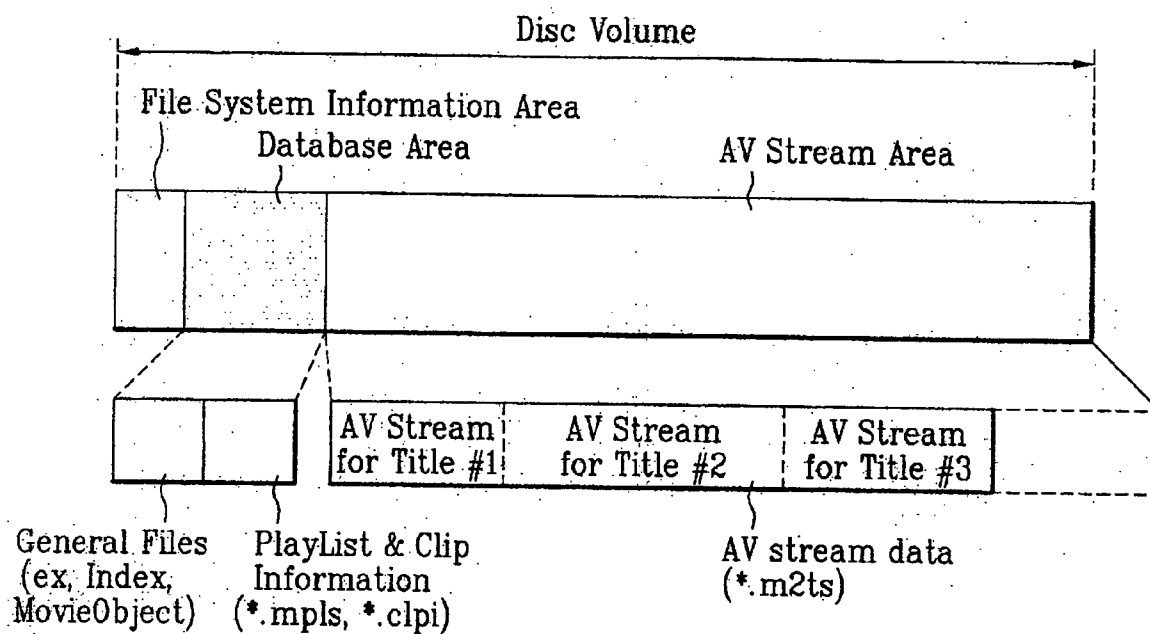 Disc Volume
File System Information Area
Database Area
AV Stream Area
AV Stream
for Title #1
AV Stream
for Title #2
AV Stream
for Title #3
General Files
(ex, Index,
MovieObject)
PlayList & Clip
Information
(*.mpls, *.clpi)
AV stream data
(*.m2ts)